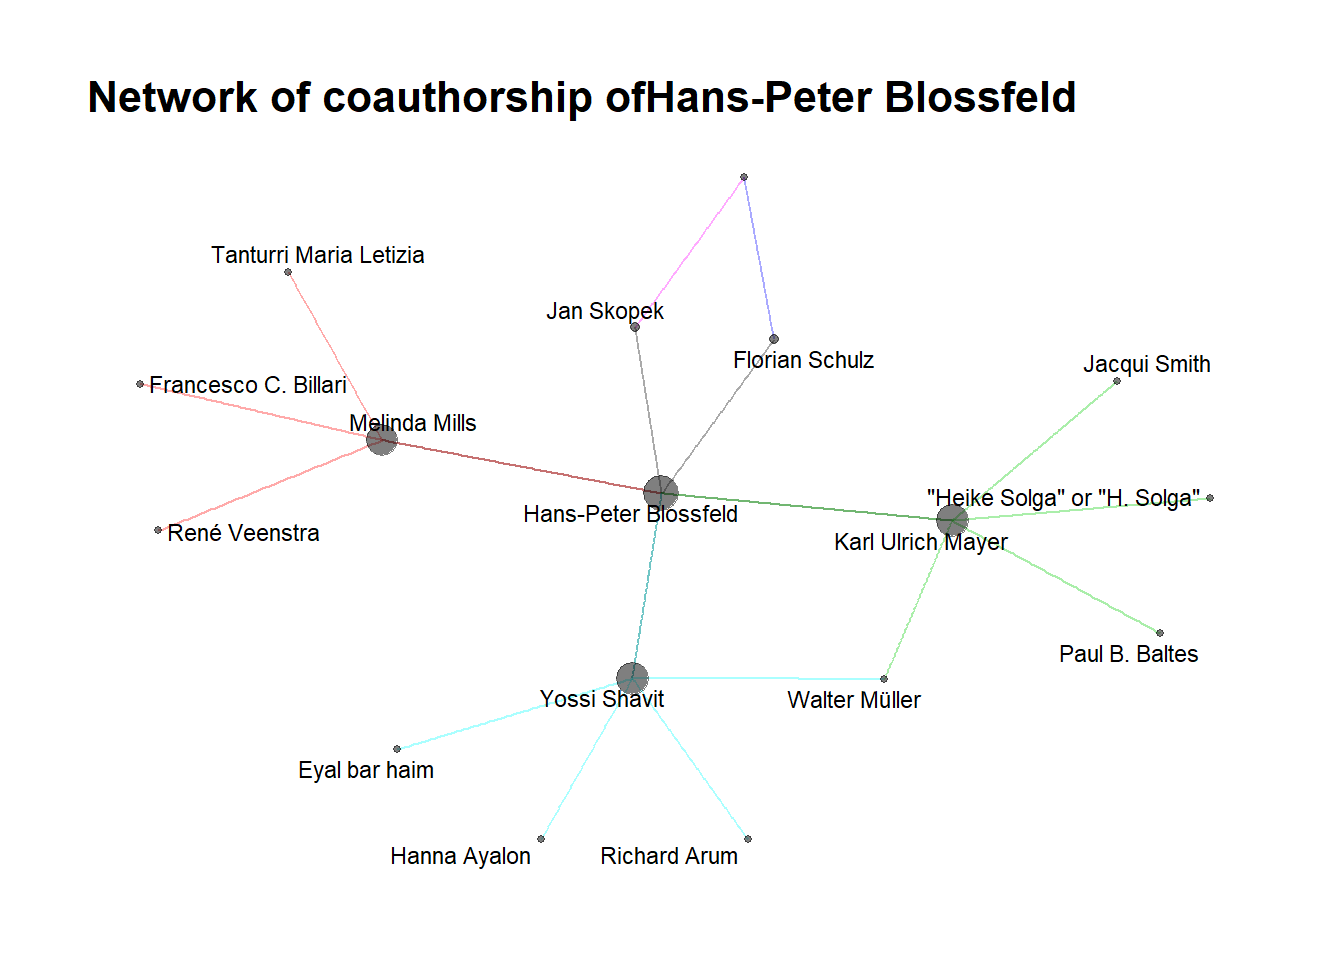 Network of coauthorship ofHans-Peter Blossfeld
Tanturri Maria Letizia
Jan Skopek
Florian Schulz
Jacqui Smith
Francesco C. Billari
Melinda Mills
"Heike Solga" or "H. Solga"
Hans-Peter Blossfeld
René Veenstra
Karl Ulrich Mayer
Paul B. Baltes
Yossi Shavit
Walter Müller
Eyal bar haim
Hanna Ayalon
Richard Arum